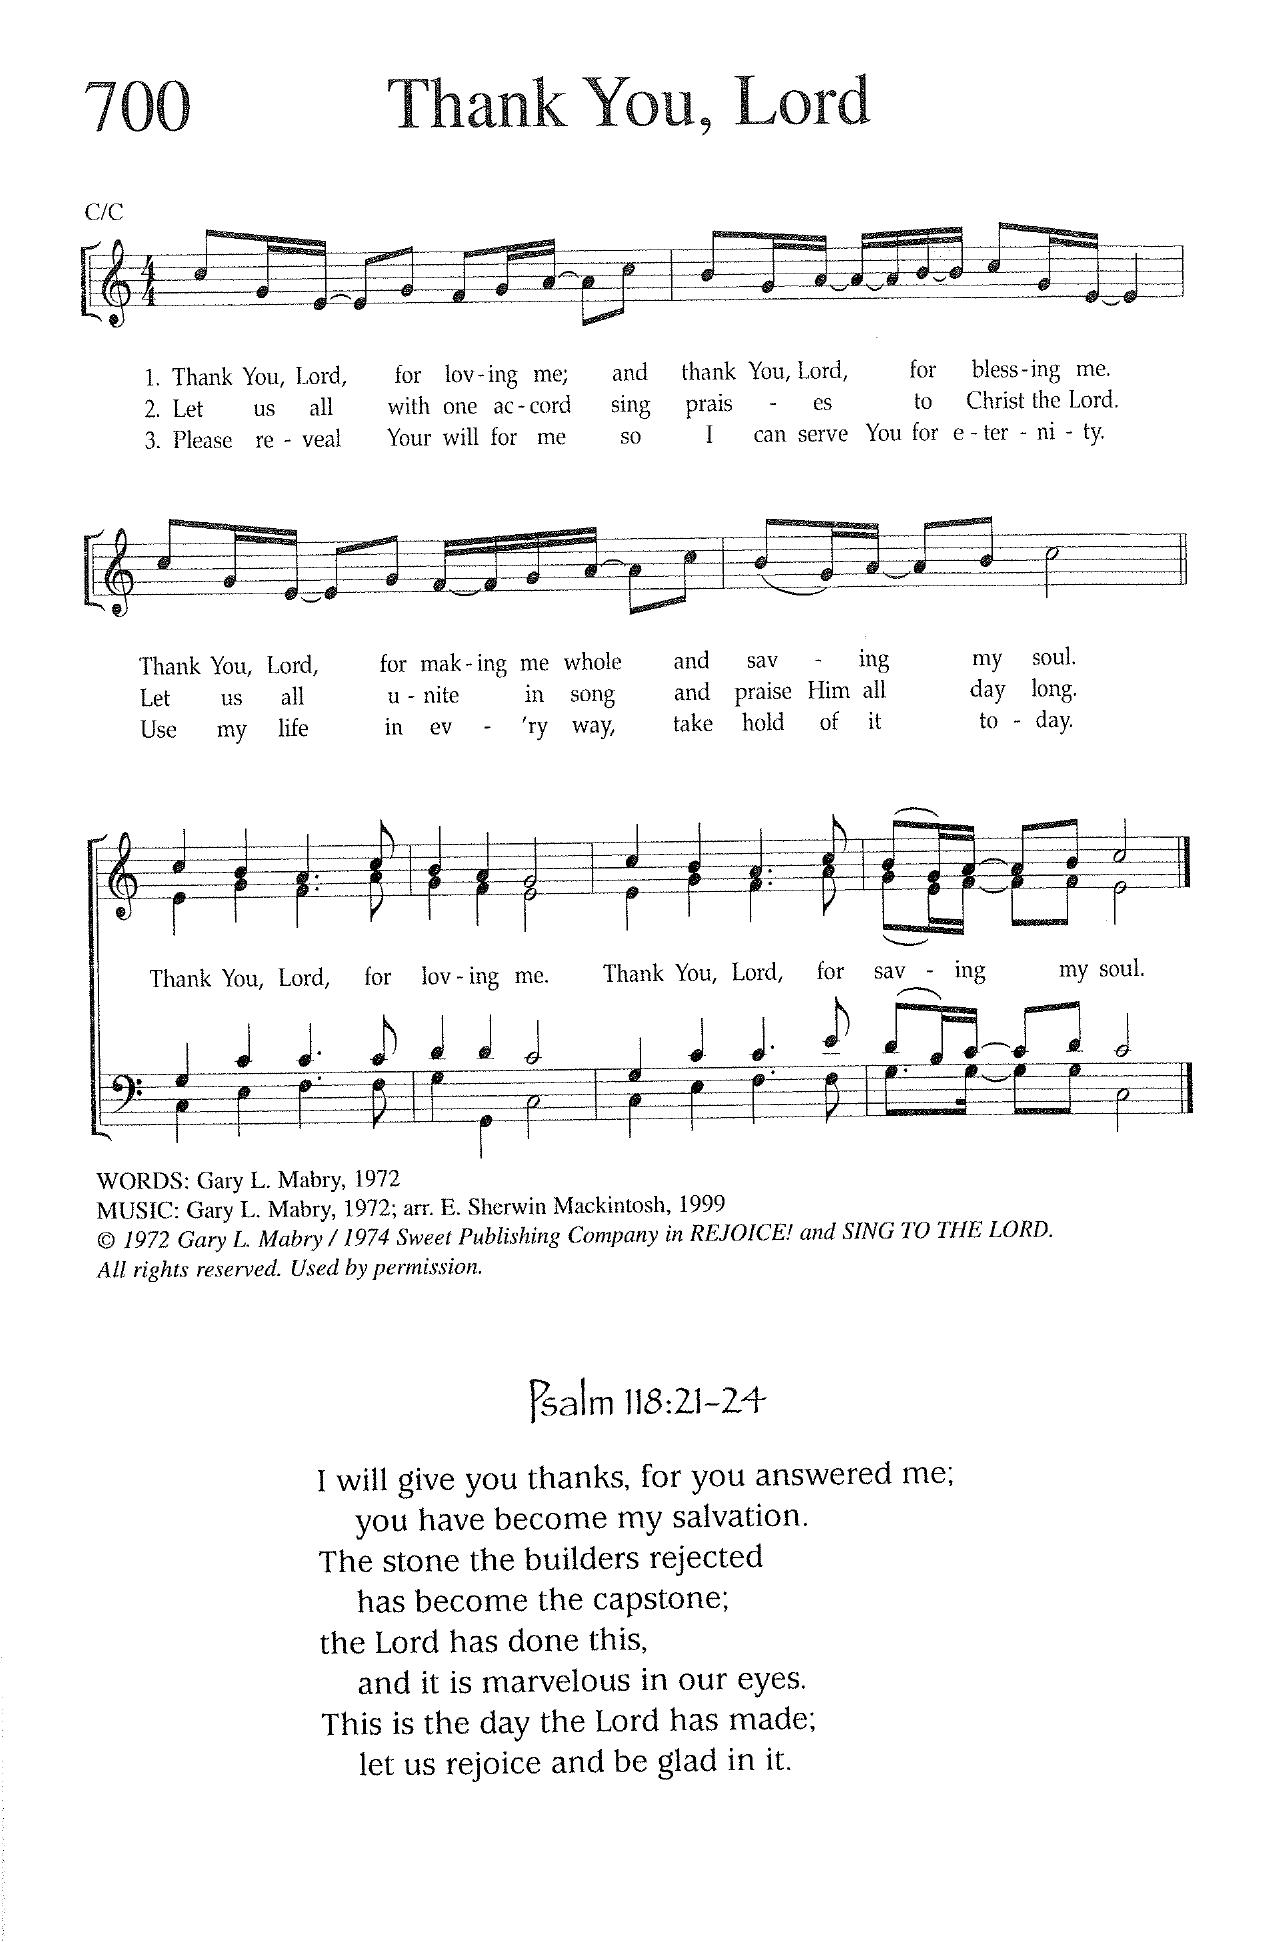 700 Thank You, Lord
C/C
1. Thank You, Lord, for lov-ing me; and thank You, Lord, for bless-ing me.
2. Let us all with one ac-cord sing prais - es to Christ the Lord.
3. Please re - veal Your will for me so I can serve You for e - ter - ni - ty.
Thank You, Lord, for mak-ing me whole and sav - ing my soul.
Let us all u - nite in song and praise Him all day long.
Use my life in ev - 'ry way, take hold of it to - day.
Thank You, Lord, for lov - ing me. Thank You, Lord, for sav - ing my soul.
WORDS: Gary L. Mabry, 1972
MUSIC: Gary L. Mabry, 1972; arr. E. Sherwin Mackintosh, 1999
© 1972 Gary L. Mabry / 1974 Sweet Publishing Company in REJOICE! and SING TO THE LORD.
All rights reserved. Used by permission.
Psalm 118:21–24
I will give you thanks, for you answered me;
you have become my salvation.
The stone the builders rejected
has become the capstone;
the Lord has done this,
and it is marvelous in our eyes.
This is the day the Lord has made;
let us rejoice and be glad in it.